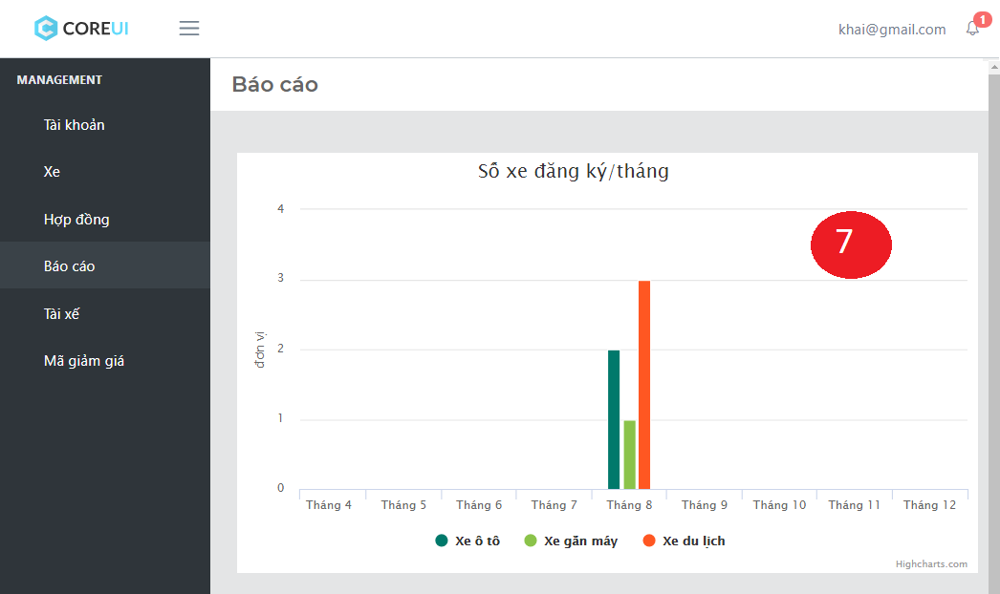 COREUI
khai@gmail.com
1
MANAGEMENT
Tài khoản
Xe
Hợp đồng
Báo cáo
Tài xế
Mã giảm giá
Báo cáo
Số xe đăng ký/tháng
7
đơn vị
4
3
2
1
0
Tháng 4 Tháng 5 Tháng 6 Tháng 7 Tháng 8 Tháng 9 Tháng 10 Tháng 11 Tháng 12
Xe ô tô Xe gắn máy Xe du lịch
Highcharts.com